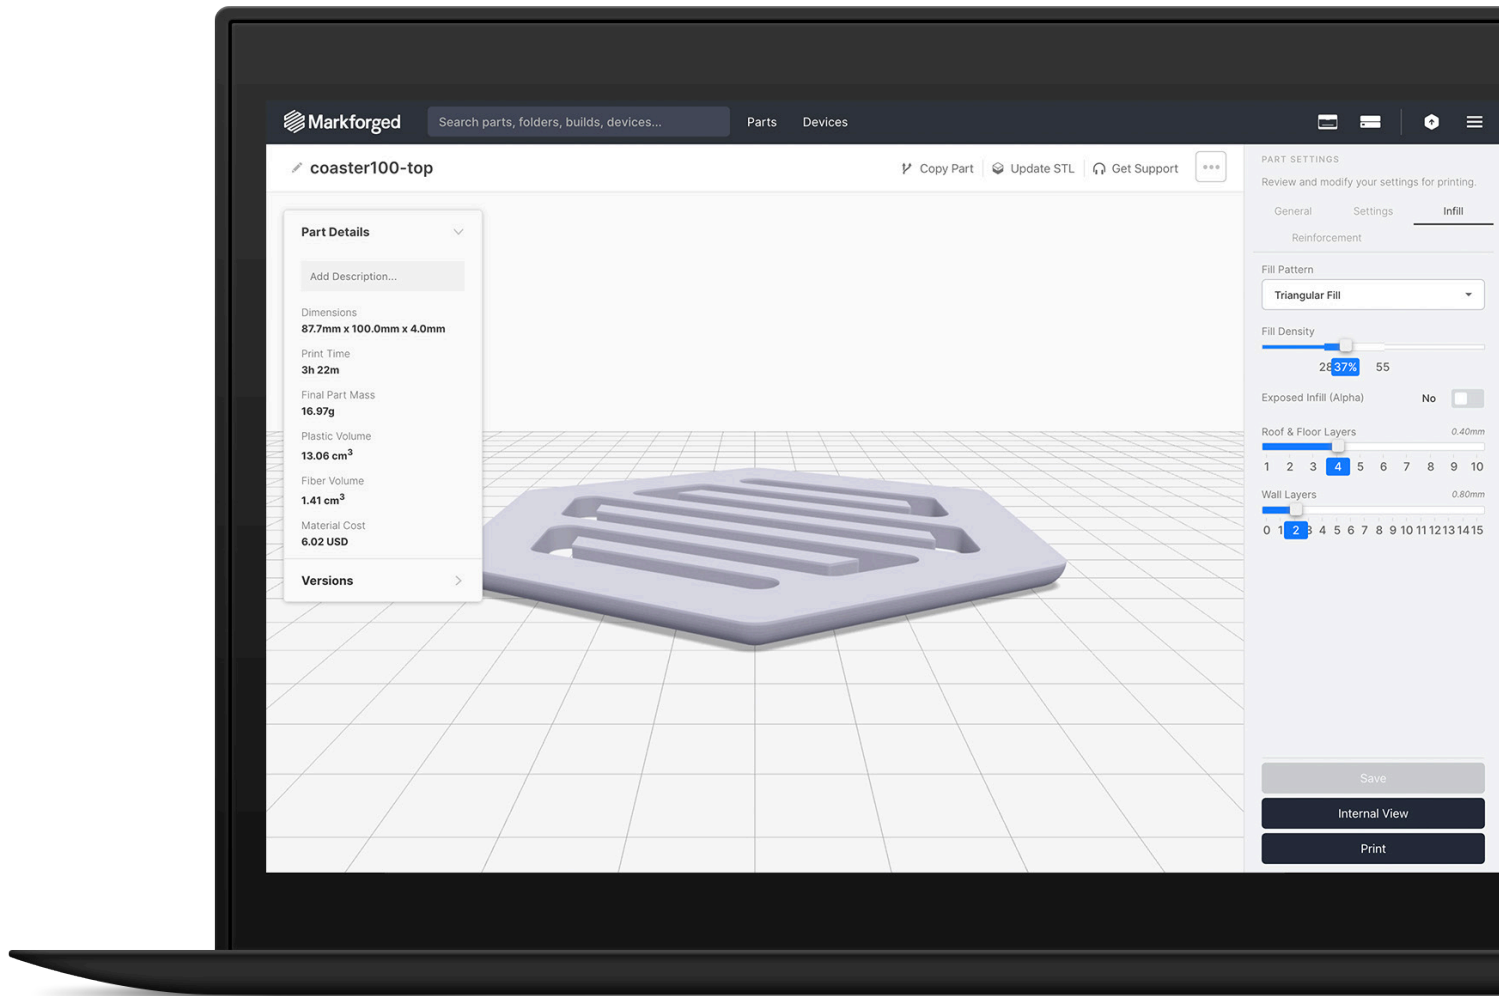 Markforged
Search parts, folders, builds, devices...
Parts
Devices
coaster100-top
Copy Part
Update STL
Get Support
Part Details
Add Description...
Dimensions
87.7mm x 100.0mm x 4.0mm
Print Time
3h 22m
Final Part Mass
16.97g
Plastic Volume
13.06 cm³
Fiber Volume
1.41 cm³
Material Cost
6.02 USD
Versions
PART SETTINGS
Review and modify your settings for printing.
General Settings Infill
Reinforcement
Fill Pattern
Triangular Fill
Fill Density
28 37% 55
Exposed Infill (Alpha) No
Roof & Floor Layers 0.40mm
1 2 3 4 5 6 7 8 9 10
Wall Layers 0.80mm
0 1 2 3 4 5 6 7 8 9 10 11 12 13 14 15
Save
Internal View
Print